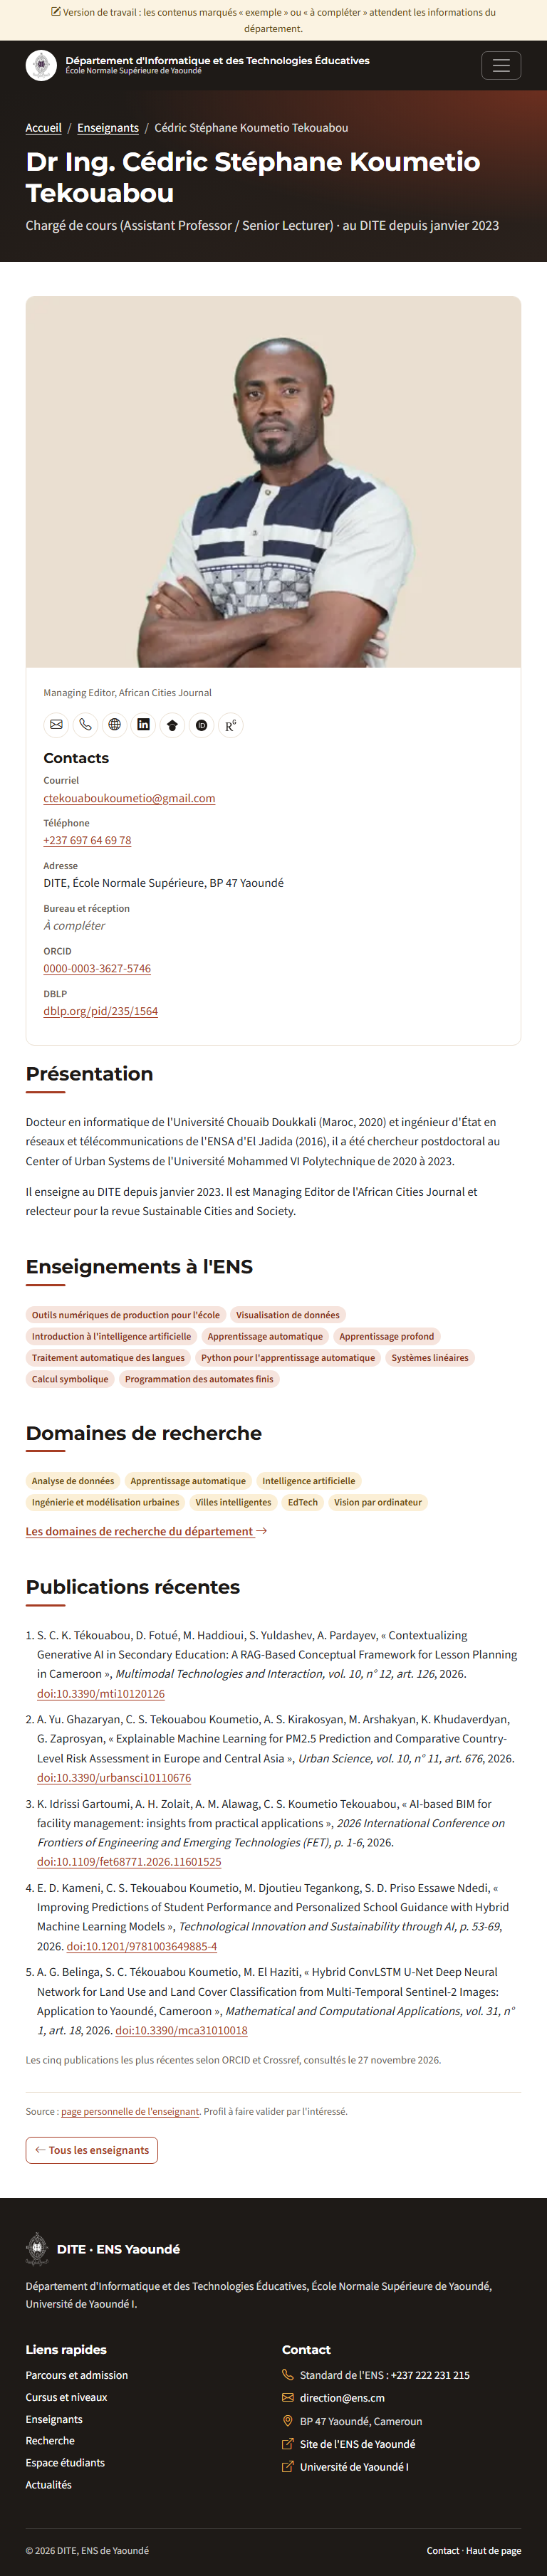 Version de travail : les contenus marqués « exemple » ou « à compléter » attendent les informations du
département.
Département d'Informatique et des Technologies Éducatives
École Normale Supérieure de Yaoundé
Accueil / Enseignants / Cédric Stéphane Koumetio Tekouabou
Dr Ing. Cédric Stéphane Koumetio
Tekouabou
Chargé de cours (Assistant Professor / Senior Lecturer) · au DITE depuis janvier 2023
Managing Editor, African Cities Journal
Contacts
Courriel
ctekouaboukoumetio@gmail.com
Téléphone
+237 697 64 69 78
Adresse
DITE, École Normale Supérieure, BP 47 Yaoundé
Bureau et réception
À compléter
ORCID
0000-0003-3627-5746
DBLP
dblp.org/pid/235/1564
Présentation
Docteur en informatique de l'Université Chouaib Doukkali (Maroc, 2020) et ingénieur d'État en
réseaux et télécommunications de l'ENSA d'El Jadida (2016), il a été chercheur postdoctoral au
Center of Urban Systems de l'Université Mohammed VI Polytechnique de 2020 à 2023.
Il enseigne au DITE depuis janvier 2023. Il est Managing Editor de l'African Cities Journal et
relecteur pour la revue Sustainable Cities and Society.
Enseignements à l'ENS
Outils numériques de production pour l'école Visualisation de données
Introduction à l'intelligence artificielle Apprentissage automatique Apprentissage profond
Traitement automatique des langues Python pour l'apprentissage automatique Systèmes linéaires
Calcul symbolique Programmation des automates finis
Domaines de recherche
Analyse de données Apprentissage automatique Intelligence artificielle
Ingénierie et modélisation urbaines Villes intelligentes EdTech Vision par ordinateur
Les domaines de recherche du département →
Publications récentes
1. S. C. K. Tékouabou, D. Fotué, M. Haddioui, S. Yuldashev, A. Pardayev, « Contextualizing
Generative AI in Secondary Education: A RAG-Based Conceptual Framework for Lesson Planning
in Cameroon », Multimodal Technologies and Interaction, vol. 10, n° 12, art. 126, 2026.
doi:10.3390/mti10120126
2. A. Yu. Ghazaryan, C. S. Tekouabou Koumetio, A. S. Kirakosyan, M. Arshakyan, K. Khudaverdyan,
G. Zaprosyan, « Explainable Machine Learning for PM2.5 Prediction and Comparative Country-
Level Risk Assessment in Europe and Central Asia », Urban Science, vol. 10, n° 11, art. 676, 2026.
doi:10.3390/urbansci10110676
3. K. Idrissi Gartoumi, A. H. Zolait, A. M. Alawag, C. S. Koumetio Tekouabou, « AI-based BIM for
facility management: insights from practical applications », 2026 International Conference on
Frontiers of Engineering and Emerging Technologies (FET), p. 1-6, 2026.
doi:10.1109/fet68771.2026.11601525
4. E. D. Kameni, C. S. Tekouabou Koumetio, M. Djoutieu Tegankong, S. D. Priso Essawe Ndedi, «
Improving Predictions of Student Performance and Personalized School Guidance with Hybrid
Machine Learning Models », Technological Innovation and Sustainability through AI, p. 53-69,
2026. doi:10.1201/9781003649885-4
5. A. G. Belinga, S. C. Tékouabou Koumetio, M. El Haziti, « Hybrid ConvLSTM U-Net Deep Neural
Network for Land Use and Land Cover Classification from Multi-Temporal Sentinel-2 Images:
Application to Yaoundé, Cameroon », Mathematical and Computational Applications, vol. 31, n°
1, art. 18, 2026. doi:10.3390/mca31010018
Les cinq publications les plus récentes selon ORCID et Crossref, consultés le 27 novembre 2026.
Source : page personnelle de l'enseignant. Profil à faire valider par l'intéressé.
← Tous les enseignants
DITE · ENS Yaoundé
Département d'Informatique et des Technologies Éducatives, École Normale Supérieure de Yaoundé,
Université de Yaoundé I.
Liens rapides
Parcours et admission
Cursus et niveaux
Enseignants
Recherche
Espace étudiants
Actualités
Contact
Standard de l'ENS : +237 222 231 215
direction@ens.cm
BP 47 Yaoundé, Cameroun
Site de l'ENS de Yaoundé
Université de Yaoundé I
© 2026 DITE, ENS de Yaoundé
Contact · Haut de page